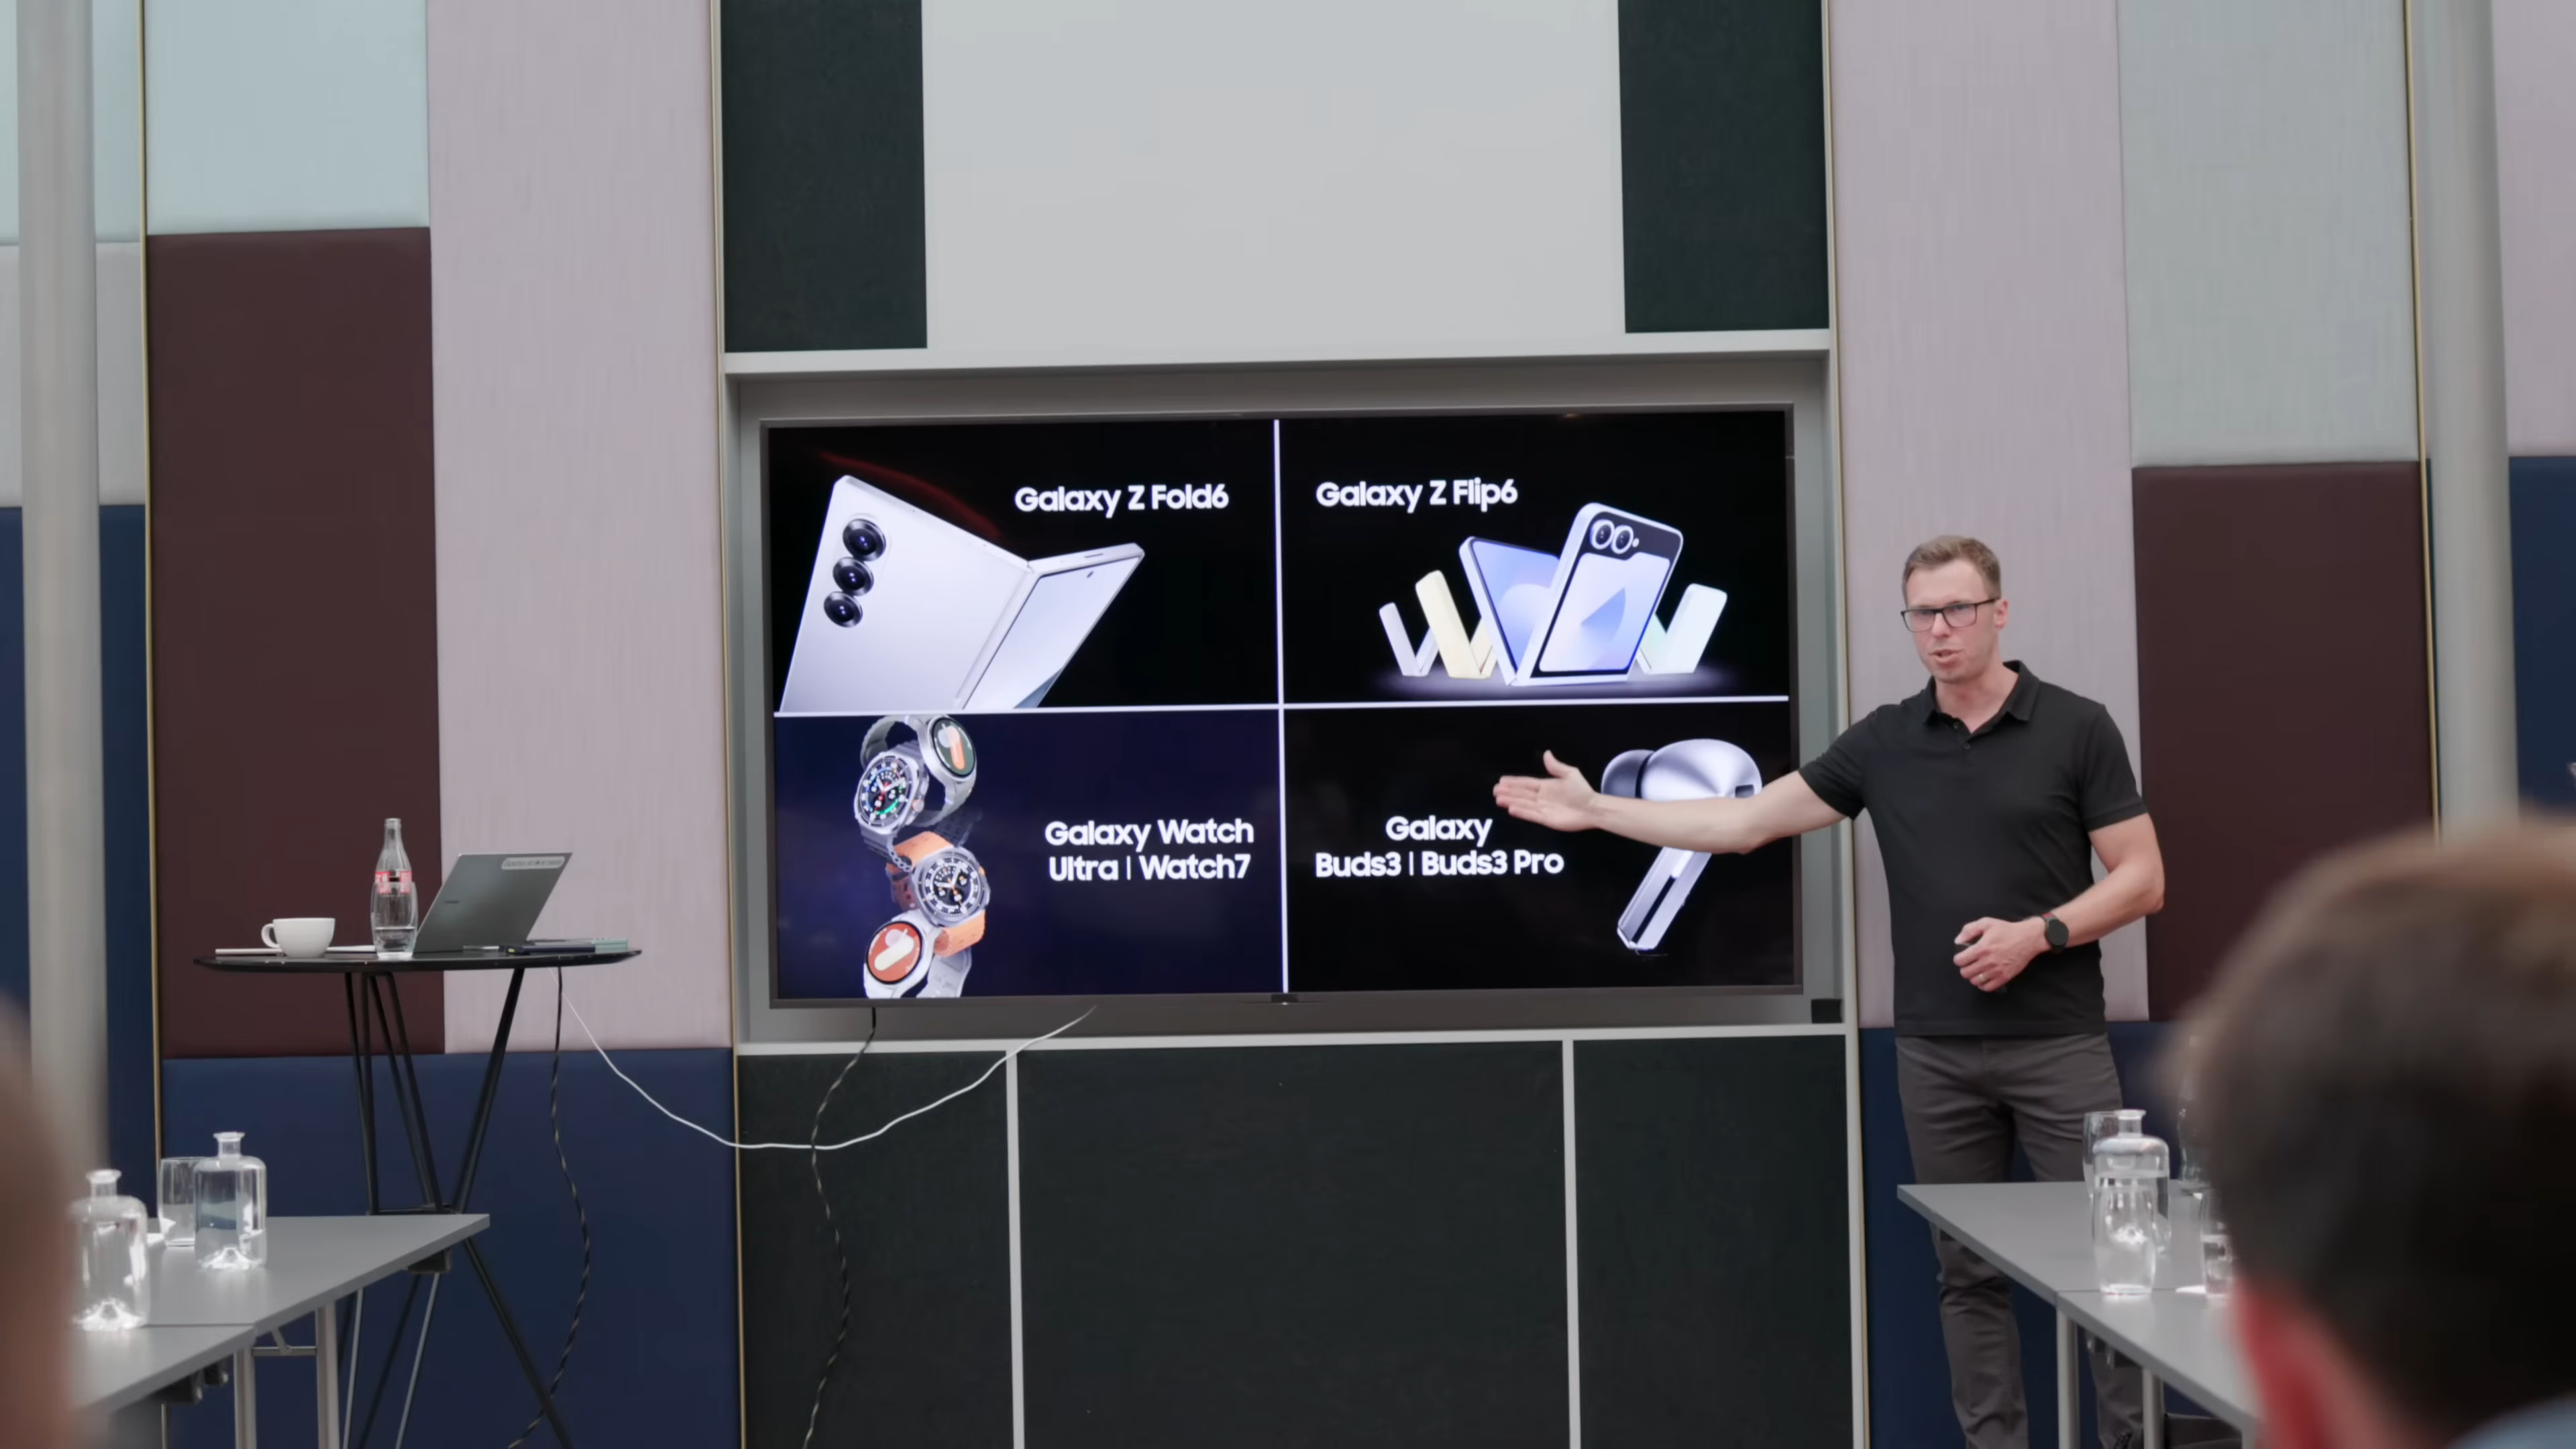 Galaxy Z Fold6
Galaxy Z Flip6
Galaxy Watch
Ultra | Watch7
Galaxy
Buds3 | Buds3 Pro